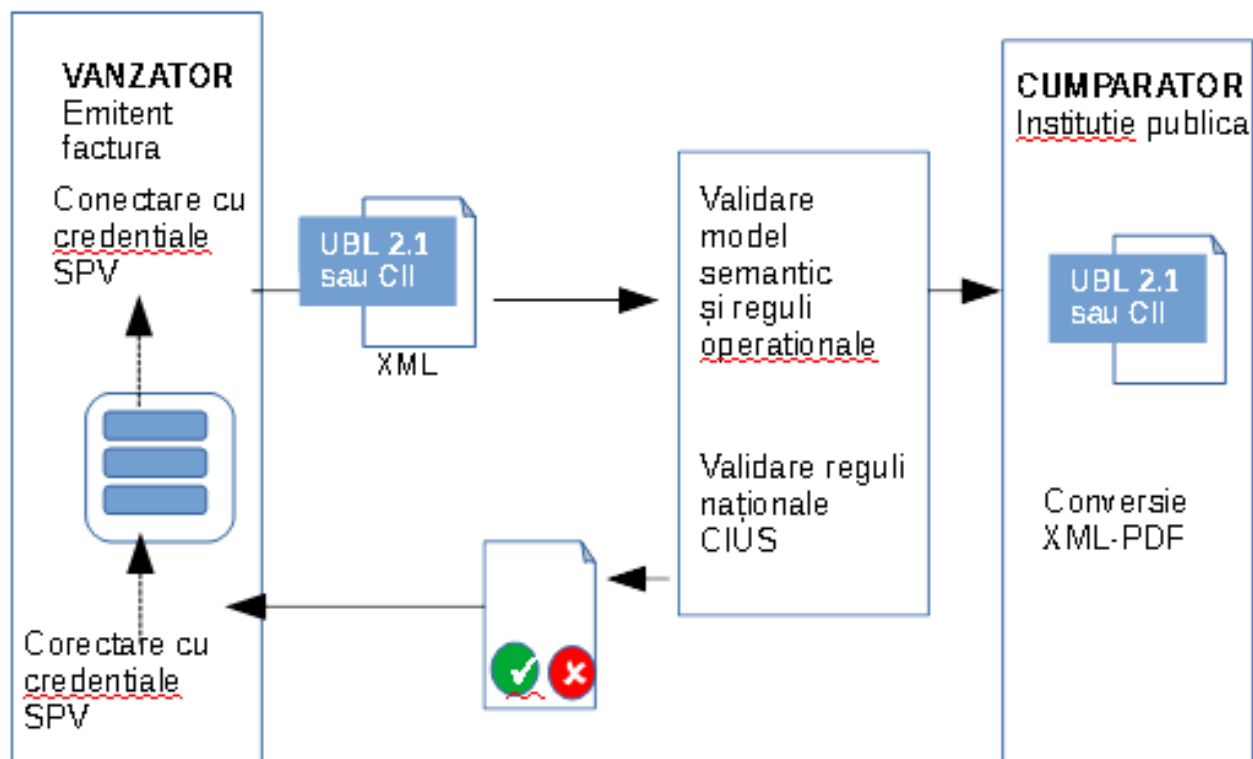 VANZATOR
Emitent
factura
Conectare cu
credentiale
SPV
Corectare cu
credentiale
SPV
UBL 2.1
sau CII
XML
Validare
model
semantic
și reguli
operationale
Validare reguli
naționale
CIUS
CUMPARATOR
Institutie publica
UBL 2.1
sau CII
Conversie
XML-PDF